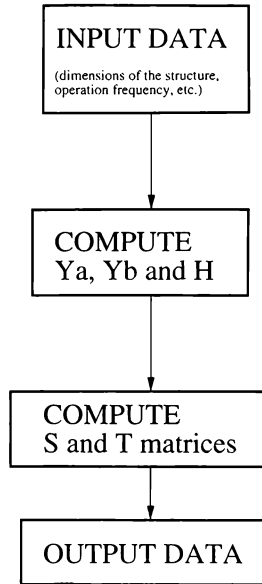 INPUT DATA
(dimensions of the structure,
operation frequency, etc.)
COMPUTE
Ya, Yb and H
COMPUTE
S and T matrices
OUTPUT DATA